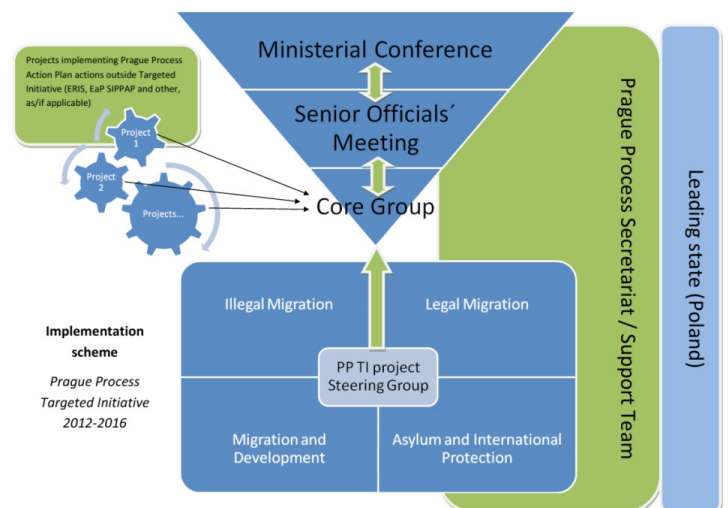 Projects implementing Prague Process
Action Plan actions outside Targeted
Initiative (ERIS, EaP SIPPAP and other,
as/if applicable)
Project
1
Project
2
Projects...
Ministerial Conference
Senior Officials´
Meeting
Core Group
Illegal Migration
Legal Migration
PP TI project
Steering Group
Migration and
Development
Asylum and International
Protection
Implementation
scheme
Prague Process
Targeted Initiative
2012-2016
Prague Process Secretariat / Support Team
Leading state (Poland)